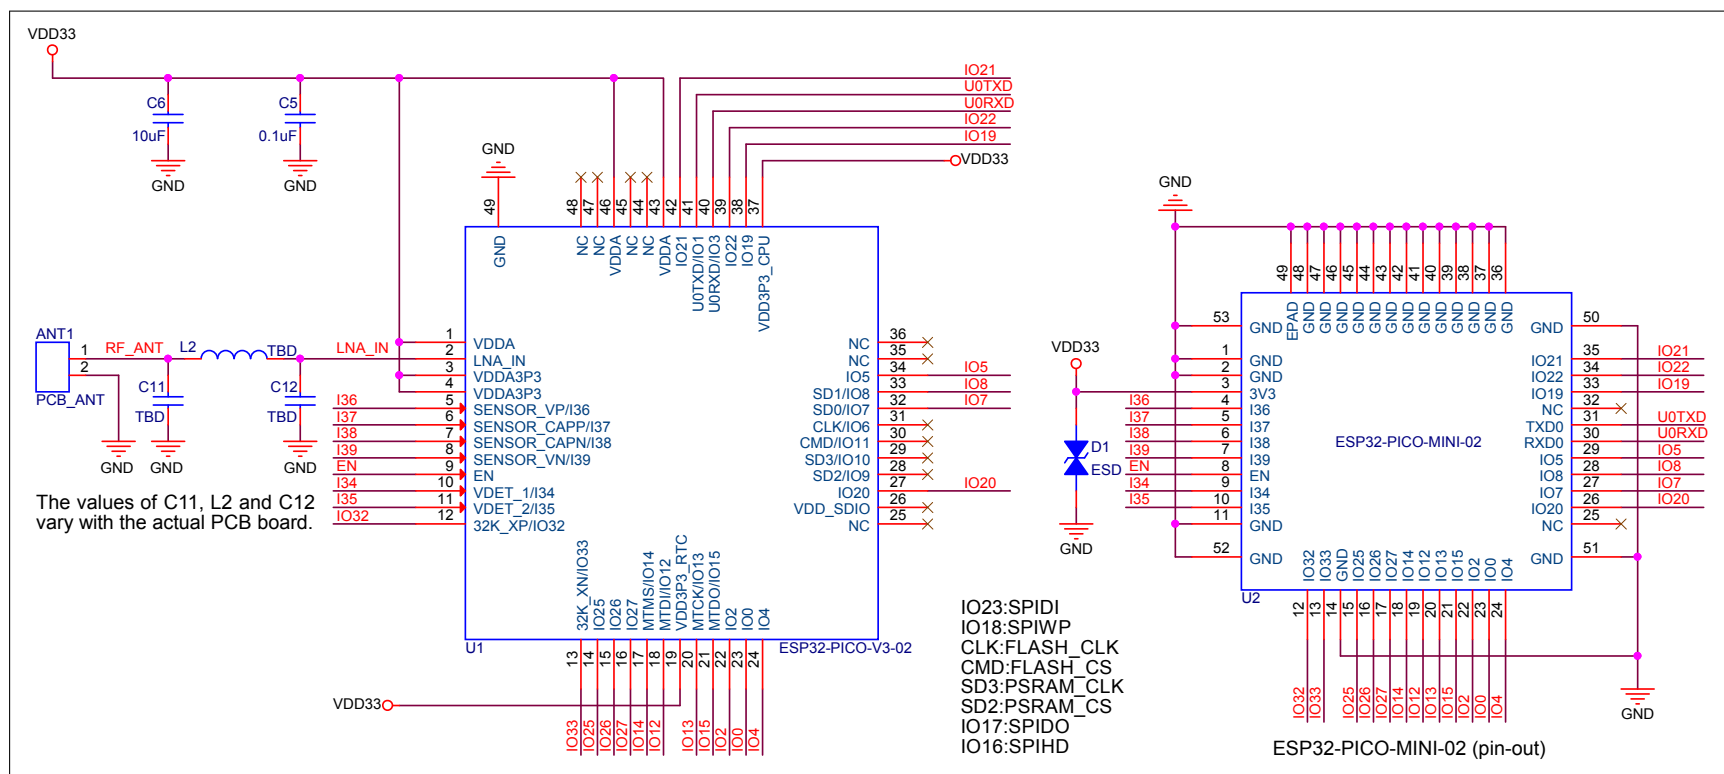 VDD33
C6
10uF
GND
C5
0.1uF
GND
GND
IO21
U0TXD
U0RXD
IO22
IO19
VDD33
49
48
47
46
45
44
43
42
41
40
39
38
37
GND
NC
NC
VDDA
NC
NC
VDDA
IO21
U0TXD/IO1
U0RXD/IO3
IO22
IO19
VDD3P3_CPU
ANT1
1
2
PCB_ANT
RF_ANT
L2
TBD
LNA_IN
C11
TBD
C12
TBD
GND
GND
GND
The values of C11, L2 and C12
vary with the actual PCB board.
I36
I37
I38
I39
EN
I34
I35
IO32
1 VDDA
2 LNA_IN
3 VDDA3P3
4 VDDA3P3
5 SENSOR_VP/I36
6 SENSOR_CAPP/I37
7 SENSOR_CAPN/I38
8 SENSOR_VN/I39
9 EN
10 VDET_1/I34
11 VDET_2/I35
12 32K_XP/IO32
NC 36
NC 35
IO5 34 IO5
SD1/IO8 33 IO8
SD0/IO7 32 IO7
CLK/IO6 31
CMD/IO11 30
SD3/IO10 29
SD2/IO9 28
IO20 27 IO20
VDD_SDIO 26
NC 25
32K_XN/IO33
IO25
IO26
IO27
MTMS/IO14
MTDI/IO12
VDD3P3_RTC
MTCK/IO13
MTDO/IO15
IO2
IO0
IO4
U1
ESP32-PICO-V3-02
13
14
15
16
17
18
19
20
21
22
23
24
VDD33
IO33
IO25
IO26
IO27
IO14
IO12
IO13
IO15
IO2
IO0
IO4
IO23:SPIDI
IO18:SPIWP
CLK:FLASH_CLK
CMD:FLASH_CS
SD3:PSRAM_CLK
SD2:PSRAM_CS
IO17:SPIDO
IO16:SPIHD
GND
VDD33
D1
ESD
GND
49
48
47
46
45
44
43
42
41
40
39
38
37
36
EPAD
GND
GND
GND
GND
GND
GND
GND
GND
GND
GND
GND
GND
GND
53 GND
1 GND
2 GND
3 3V3
I36 4 I36
I37 5 I37
I38 6 I38
I39 7 I39
EN 8 EN
I34 9 I34
I35 10 I35
11 GND
52 GND
ESP32-PICO-MINI-02
GND 50
IO21 35 IO21
IO22 34 IO22
IO19 33 IO19
NC 32
TXD0 31 U0TXD
RXD0 30 U0RXD
IO5 29 IO5
IO8 28 IO8
IO7 27 IO7
IO20 26 IO20
NC 25
GND 51
IO32
IO33
GND
IO25
IO26
IO27
IO14
IO12
IO13
IO15
IO2
IO0
IO4
U2
12
13
14
15
16
17
18
19
20
21
22
23
24
IO32
IO33
IO25
IO26
IO27
IO14
IO12
IO13
IO15
IO2
IO0
IO4
GND
ESP32-PICO-MINI-02 (pin-out)